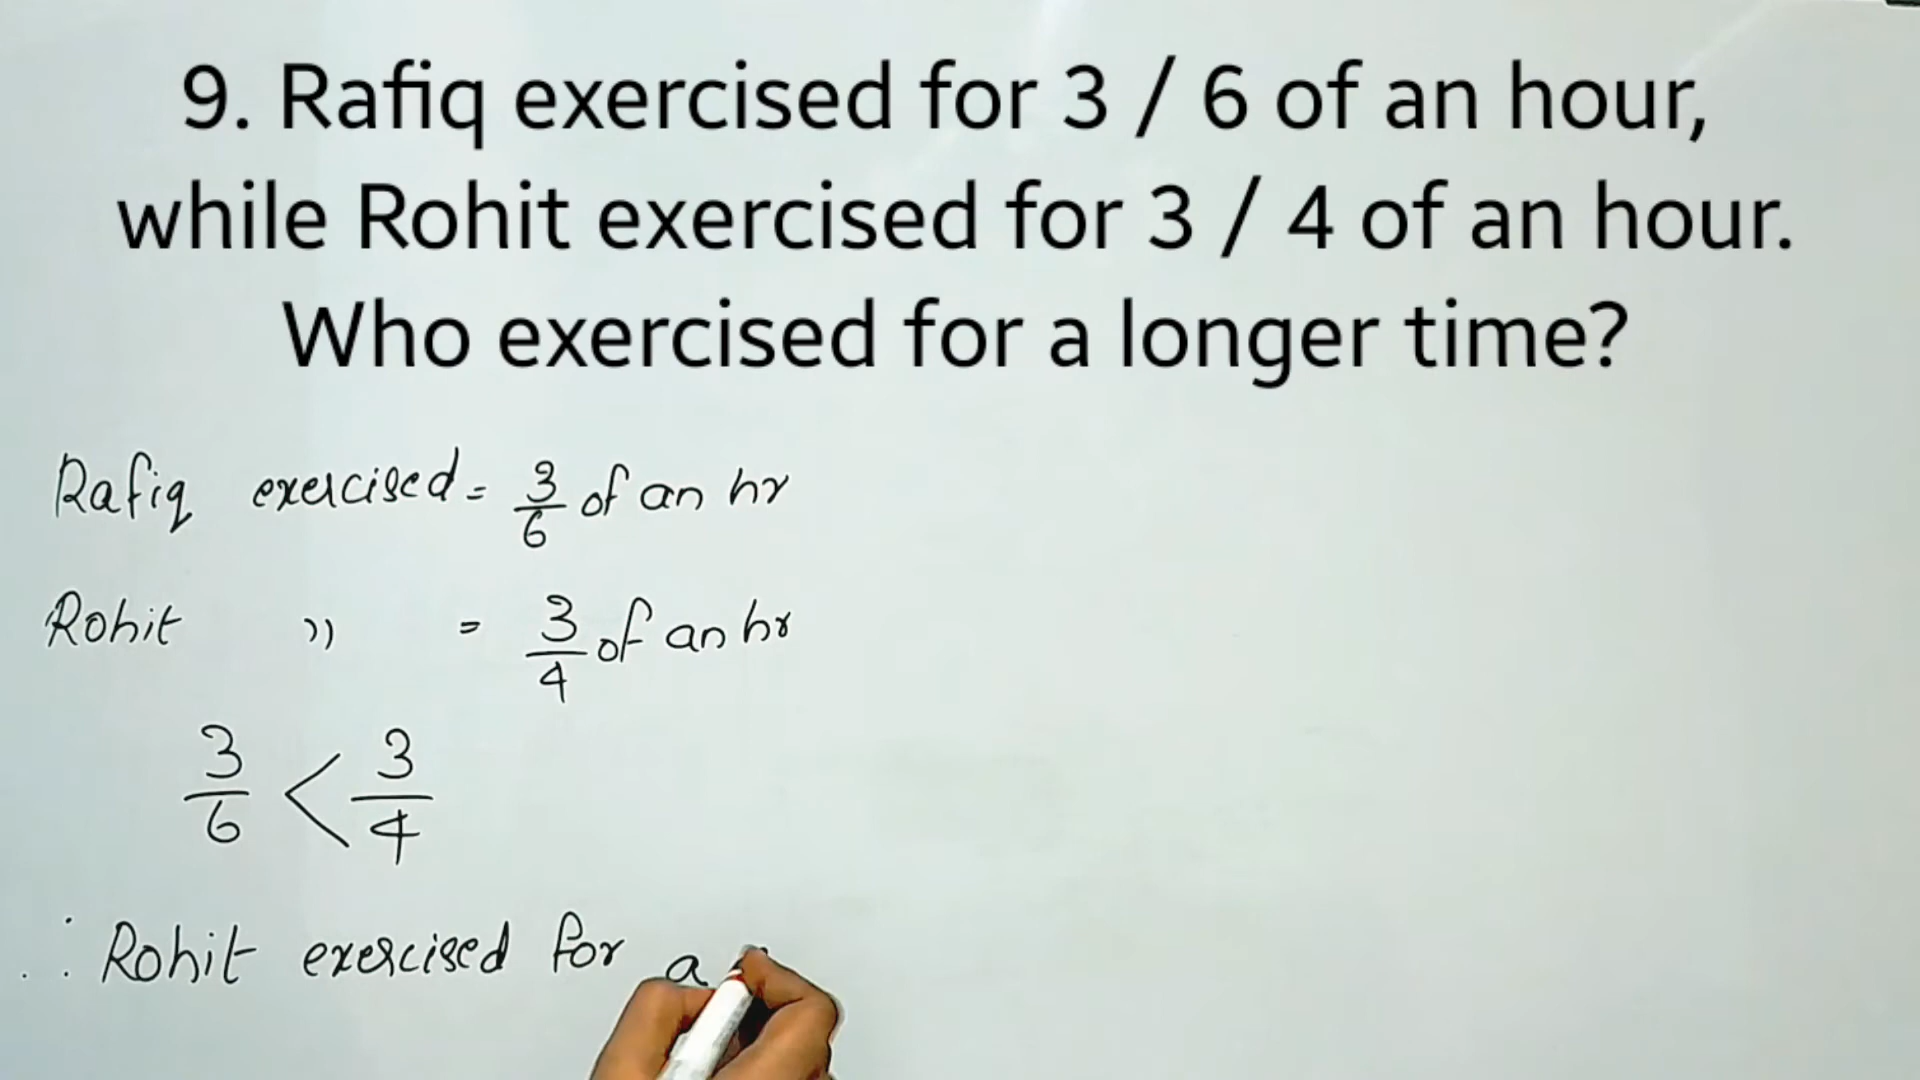 9. Rafiq exercised for 3 / 6 of an hour,
while Rohit exercised for 3 / 4 of an hour.
Who exercised for a longer time?
Rafiq exercised = 3/6 of an hr
Rohit " = 3/4 of an hr
3/6 < 3/4
∴ Rohit exercised for a